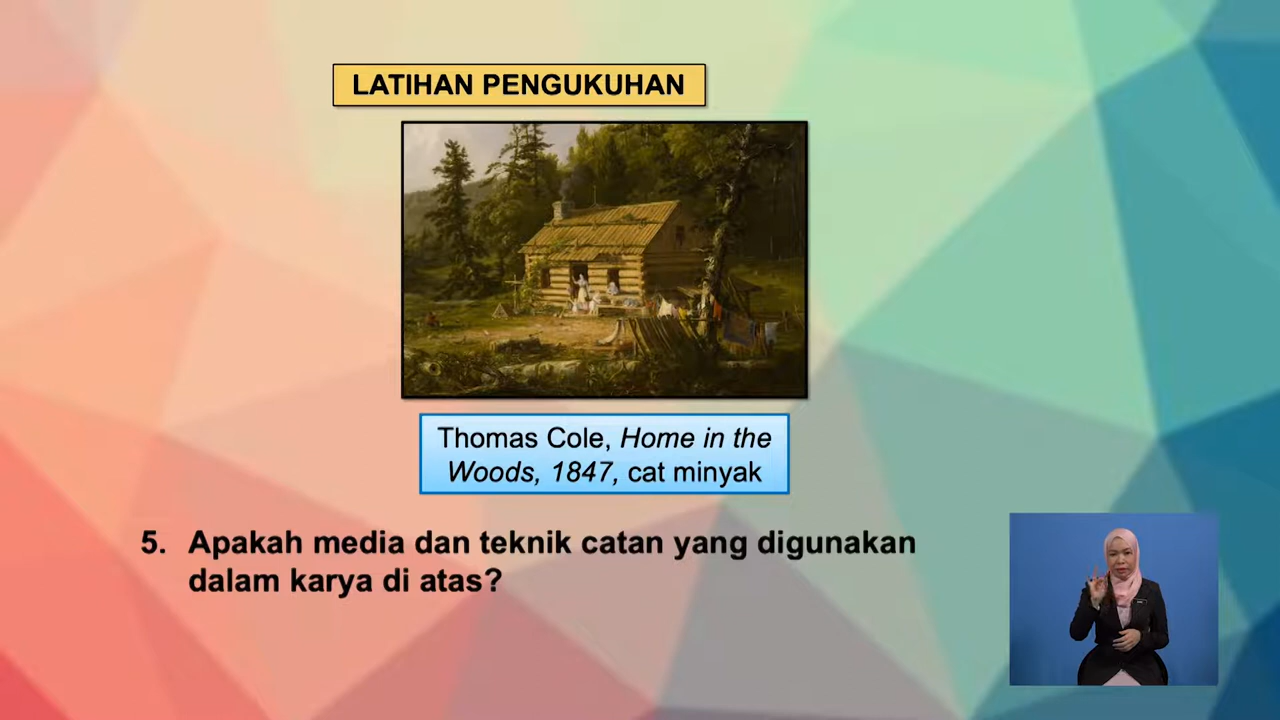 LATIHAN PENGUKUHAN
Thomas Cole, Home in the
Woods, 1847, cat minyak
5. Apakah media dan teknik catan yang digunakan
dalam karya di atas?